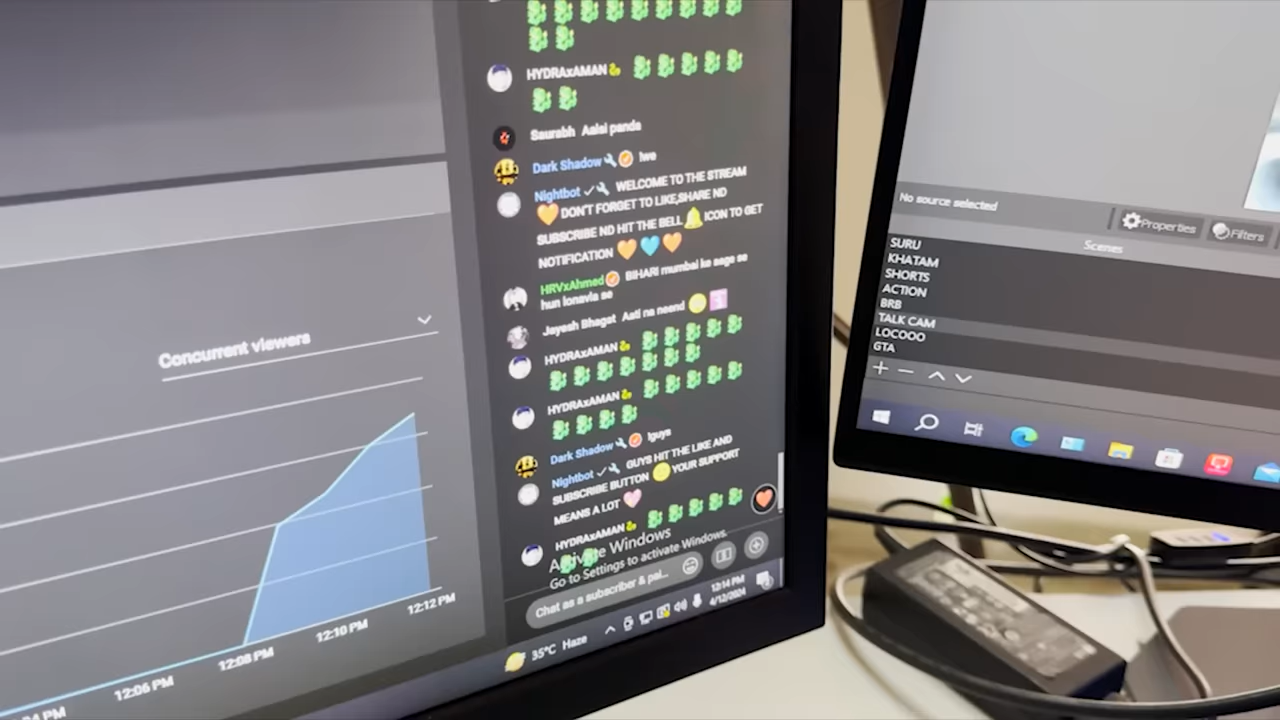 HYDRAxAMAN
Saurabh Aaisi panda
Dark Shadow !we
Nightbot WELCOME TO THE STREAM
🧡 DON'T FORGET TO LIKE,SHARE ND
SUBSCRIBE ND HIT THE BELL 🔔 ICON TO GET
NOTIFICATION 🧡 💙 🧡
HRVxAhmed BIHARI mumbai ke aage se
hun lonavla se
Jayesh Bhagat Aati na neend
HYDRAxAMAN
HYDRAxAMAN
Dark Shadow !guys
Nightbot GUYS HIT THE LIKE AND
SUBSCRIBE BUTTON YOUR SUPPORT
MEANS A LOT
HYDRAxAMAN
Activate Windows
Go to Settings to activate Windows.
Chat as a subscriber & pai...
12:14 PM
4/12/2024
35°C Haze
Concurrent viewers
04 PM
12:06 PM
12:08 PM
12:10 PM
12:12 PM
No source selected
Properties
Filters
Scenes
SURU
KHATAM
SHORTS
ACTION
BRB
TALK CAM
LOCOOO
GTA